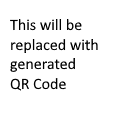 This will be
replaced with
generated
QR Code